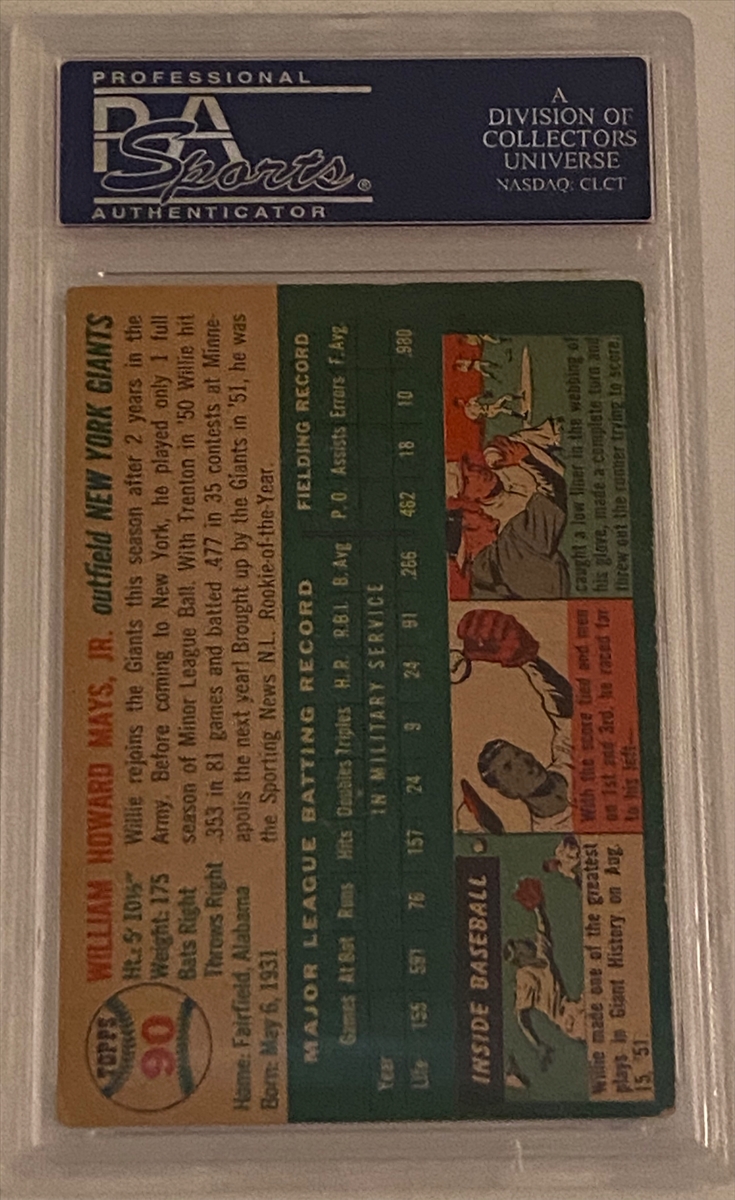 PROFESSIONAL
PSA
Sports®
AUTHENTICATOR
A
DIVISION OF
COLLECTORS
UNIVERSE
NASDAQ: CLCT
TOPPS
90
WILLIAM HOWARD MAYS, JR. outfield NEW YORK GIANTS
Ht.: 5' 10½"
Weight: 175
Bats Right
Throws Right
Home: Fairfield, Alabama
Born: May 6, 1931
Willie rejoins the Giants this season after 2 years in the
Army. Before coming to New York, he played only 1 full
season of Minor League Ball. With Trenton in '50 Willie hit
.353 in 81 games and batted .477 in 35 contests at Minne-
apolis the next year! Brought up by the Giants in '51, he was
the Sporting News N.L. Rookie-of-the-Year.
MAJOR LEAGUE BATTING RECORD FIELDING RECORD
Games At Bat Runs Hits Doubles Triples H.R. R.B.I. B. Avg P. O. Assists Errors F. Avg.
Year IN MILITARY SERVICE
Life 155 591 76 157 24 9 24 91 .266 462 18 10 .980
INSIDE BASEBALL
Willie made one of the greatest
plays in Giant History on Aug.
15, '51.
With the score tied and men
on 1st and 3rd, he raced far
to his left—
caught a low liner in the webbing of
his glove, made a complete turn and
threw out the runner trying to score.